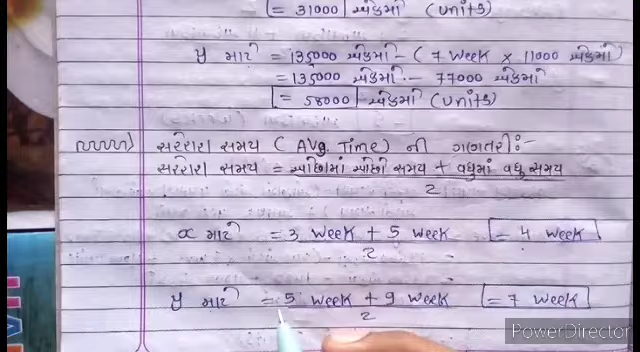 = 31000 એકમો (units)
y માટે = 135000 એકમો - (7 week × 11000 એકમો)
= 135000 એકમો - 77000 એકમો
= 58000 એકમો (units)
સરેરાશ સમય (Avg. Time) ની ગણતરી:-
સરેરાશ સમય = ઓછામાં ઓછો સમય + વધુમાં વધુ સમય
2
x માટે = 3 week + 5 week = 4 week
2
y માટે = 5 week + 9 week = 7 week
2
PowerDirector